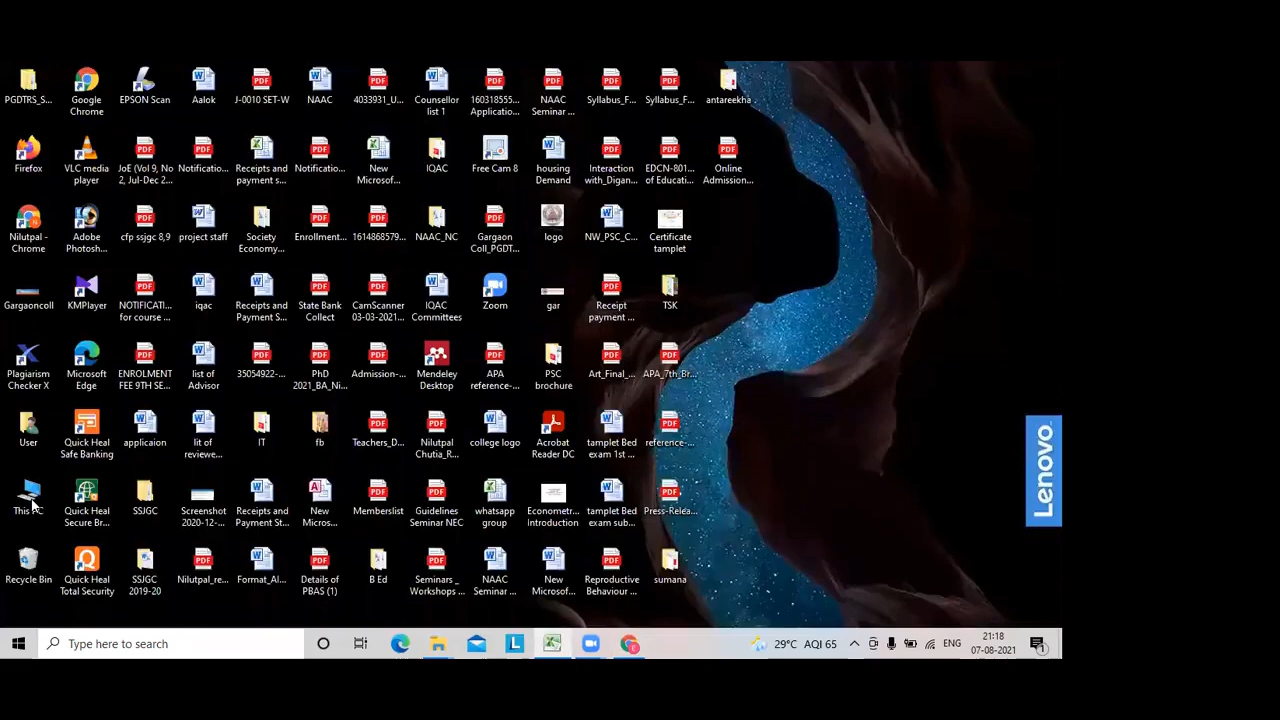 PGDTRS_S...
Google
Chrome
EPSON Scan
Aalok
J-0010 SET-W
NAAC
4033931_U...
Counsellor
list 1
160318555...
Applicatio...
NAAC
Seminar ...
Syllabus_F...
Syllabus_F...
antareekha
Firefox
VLC media
player
JoE (Vol 9, No
2, Jul-Dec 2...
Notificatio...
Receipts and
payment s...
Notificatio...
New
Microsof...
IQAC
Free Cam 8
housing
Demand
Interaction
with_Digan...
EDCN-801...
of Educati...
Online
Admission...
Nilutpal -
Chrome
Adobe
Photosh...
cfp ssjgc 8,9
project staff
Society
Economy...
Enrollment...
1614868579...
NAAC_NC
Gargaon
Coll_PGDT...
logo
NW_PSC_C...
Certificate
tamplet
Gargaoncoll
KMPlayer
NOTIFICATI...
for course ...
iqac
Receipts and
Payment S...
State Bank
Collect
CamScanner
03-03-2021...
IQAC
Committees
Zoom
gar
Receipt
payment ...
TSK
Plagiarism
Checker X
Microsoft
Edge
ENROLMENT
FEE 9TH SE...
list of
Advisor
35054922-...
PhD
2021_BA_Ni...
Admission-...
Mendeley
Desktop
APA
reference-...
PSC
brochure
Art_Final_...
APA_7th_Br...
User
Quick Heal
Safe Banking
applicaion
lit of
reviewe...
IT
fb
Teachers_D...
Nilutpal
Chutia_R...
college logo
Acrobat
Reader DC
tamplet Bed
exam 1st ...
reference-...
This PC
Quick Heal
Secure Br...
SSJGC
Screenshot
2020-12-...
Receipts and
Payment St...
New
Micros...
Memberslist
Guidelines
Seminar NEC
whatsapp
group
Econometr...
Introduction
tamplet Bed
exam sub...
Press-Relea...
Recycle Bin
Quick Heal
Total Security
SSJGC
2019-20
Nilutpal_re...
Format_Al...
Details of
PBAS (1)
B Ed
Seminars _
Workshops ...
NAAC
Seminar ...
New
Microsof...
Reproductive
Behaviour ...
sumana
Lenovo
Type here to search
29°C AQI 65
ENG
21:18
07-08-2021
1